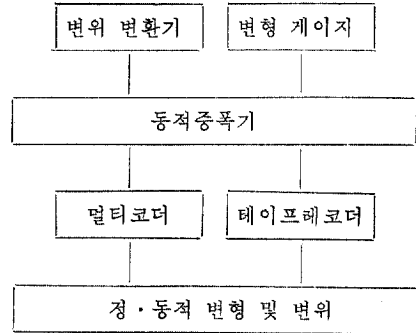 변위 변환기
변형 게이지
동적증폭기
멀티코더
테이프레코더
정·동적 변형 및 변위